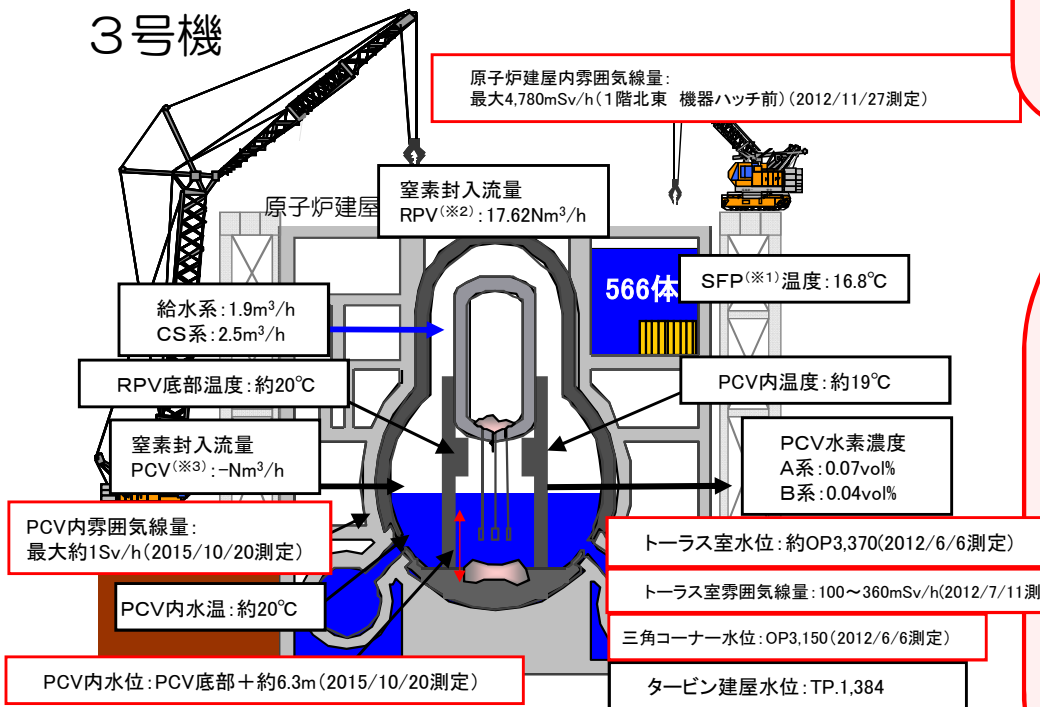 3号機
原子炉建屋内雰囲気線量：
最大4,780mSv/h（１階北東　機器ハッチ前）（2012/11/27測定）
窒素封入流量
RPV(※2)：17.62Nm³/h
原子炉建屋
566体
SFP(※1)温度：16.8℃
給水系：1.9m³/h
CS系：2.5m³/h
RPV底部温度：約20℃
PCV内温度：約19℃
窒素封入流量
PCV(※3)：-Nm³/h
PCV水素濃度
A系：0.07vol%
B系：0.04vol%
PCV内雰囲気線量：
最大約1Sv/h（2015/10/20測定）
トーラス室水位：約OP3,370（2012/6/6測定）
トーラス室雰囲気線量：100～360mSv/h（2012/7/11測
PCV内水温：約20℃
三角コーナー水位：OP3,150（2012/6/6測定）
PCV内水位：PCV底部＋約6.3m（2015/10/20測定）
タービン建屋水位：TP.1,384